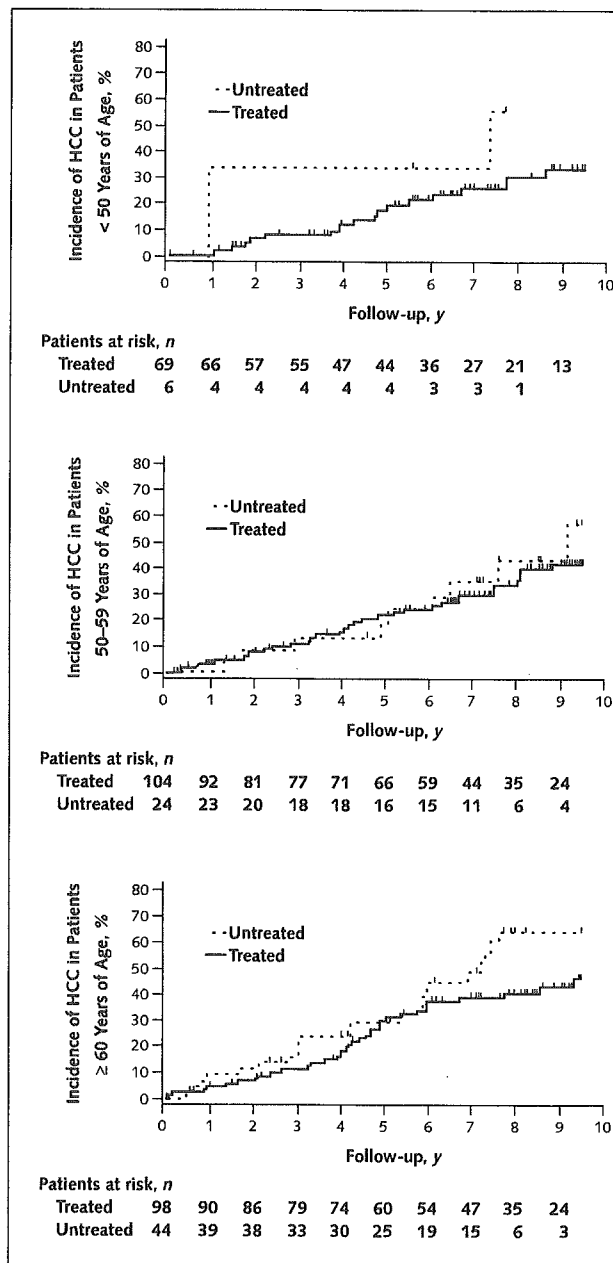 Incidence of HCC in Patients
< 50 Years of Age, %
80
70
60
50
40
30
20
10
0
Untreated
Treated
0 1 2 3 4 5 6 7 8 9 10
Follow-up, y
Patients at risk, n
Treated 69 66 57 55 47 44 36 27 21 13
Untreated 6 4 4 4 4 4 3 3 1
Incidence of HCC in Patients
50–59 Years of Age, %
80
70
60
50
40
30
20
10
0
Untreated
Treated
0 1 2 3 4 5 6 7 8 9 10
Follow-up, y
Patients at risk, n
Treated 104 92 81 77 71 66 59 44 35 24
Untreated 24 23 20 18 18 16 15 11 6 4
Incidence of HCC in Patients
≥ 60 Years of Age, %
80
70
60
50
40
30
20
10
0
Untreated
Treated
0 1 2 3 4 5 6 7 8 9 10
Follow-up, y
Patients at risk, n
Treated 98 90 86 79 74 60 54 47 35 24
Untreated 44 39 38 33 30 25 19 15 6 3